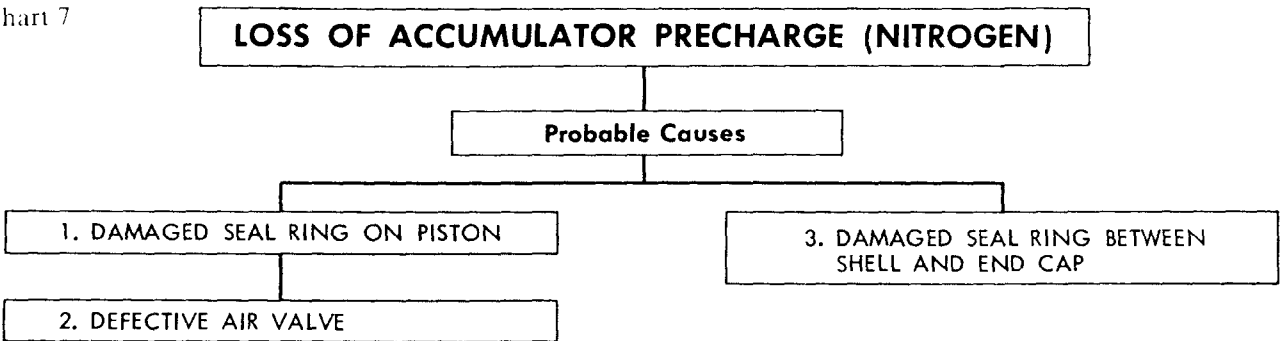 hart 7
LOSS OF ACCUMULATOR PRECHARGE (NITROGEN)
Probable Causes
1. DAMAGED SEAL RING ON PISTON
2. DEFECTIVE AIR VALVE
3. DAMAGED SEAL RING BETWEEN
SHELL AND END CAP